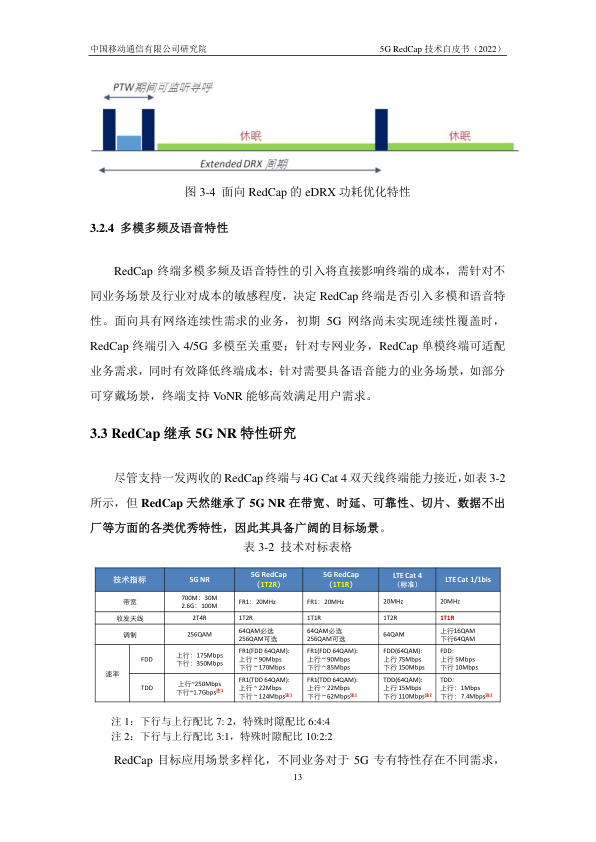 中国移动通信有限公司研究院 5G RedCap 技术白皮书（2022）
PTW期间可监听寻呼
休眠 休眠
Extended DRX 周期
图 3-4 面向 RedCap 的 eDRX 功耗优化特性
3.2.4 多模多频及语音特性
RedCap 终端多模多频及语音特性的引入将直接影响终端的成本，需针对不
同业务场景及行业对成本的敏感程度，决定 RedCap 终端是否引入多模和语音特
性。面向具有网络连续性需求的业务，初期 5G 网络尚未实现连续性覆盖时，
RedCap 终端引入 4/5G 多模至关重要；针对专网业务，RedCap 单模终端可适配
业务需求，同时有效降低终端成本；针对需要具备语音能力的业务场景，如部分
可穿戴场景，终端支持 VoNR 能够高效满足用户需求。
3.3 RedCap 继承 5G NR 特性研究
尽管支持一发两收的 RedCap 终端与 4G Cat 4 双天线终端能力接近，如表 3-2
所示，但 RedCap 天然继承了 5G NR 在带宽、时延、可靠性、切片、数据不出
厂等方面的各类优秀特性，因此其具备广阔的目标场景。
表 3-2 技术对标表格
技术指标 5G NR 5G RedCap（1T2R） 5G RedCap（1T1R） LTE Cat 4（标准） LTE Cat 1/1bis
带宽 700M：30M 2.6G：100M FR1：20MHz FR1：20MHz 20MHz 20MHz
收发天线 2T4R 1T2R 1T1R 1T2R 1T1R
调制 256QAM 64QAM必选 256QAM可选 64QAM必选 256QAM可选 64QAM 上行16QAM 下行64QAM
速率 FDD 上行：175Mbps 下行：350Mbps FR1(FDD 64QAM): 上行 ~ 90Mbps 下行 ~ 170Mbps FR1(FDD 64QAM): 上行 ~ 90Mbps 下行 ~ 85Mbps FDD(64QAM): 上行 75Mbps 下行 150Mbps FDD: 上行 5Mbps 下行 10Mbps
TDD 上行~250Mbps 下行~1.7Gbps注1 FR1(TDD 64QAM): 上行 ~ 22Mbps 下行 ~ 124Mbps注1 FR1(TDD 64QAM): 上行 ~ 22Mbps 下行 ~ 62Mbps注1 TDD(64QAM): 上行 15Mbps 下行 110Mbps注2 TDD： 上行：1Mbps 下行：7.4Mbps注2
注 1：下行与上行配比 7: 2，特殊时隙配比 6:4:4
注 2：下行与上行配比 3:1，特殊时隙配比 10:2:2
RedCap 目标应用场景多样化，不同业务对于 5G 专有特性存在不同需求，
13